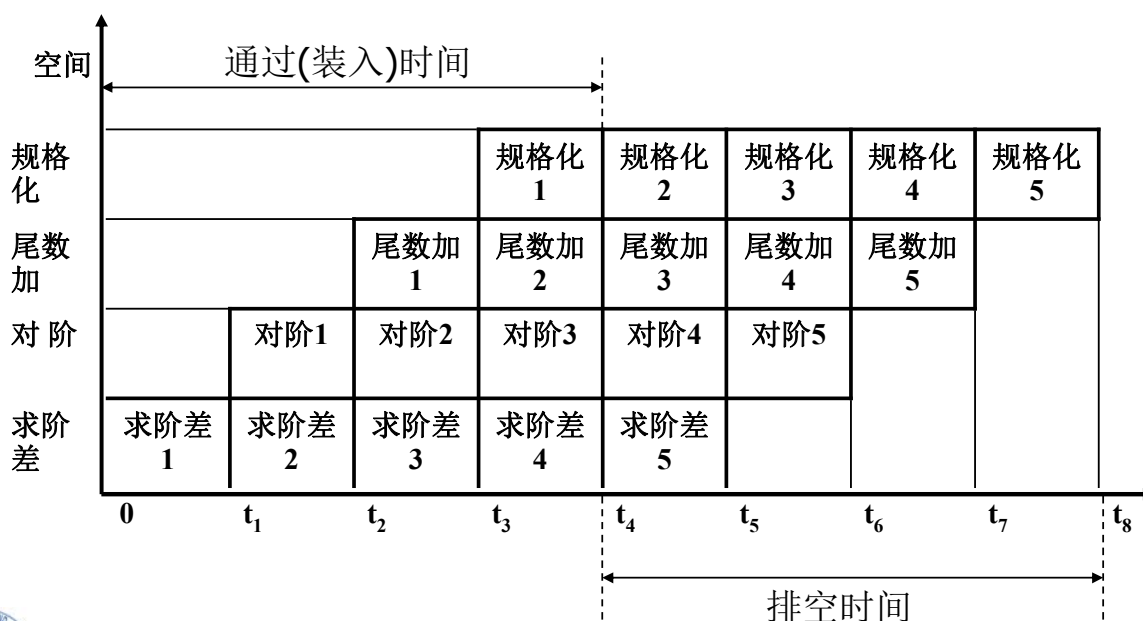 空间
通过(装入)时间
规格
化
规格化
1
规格化
2
规格化
3
规格化
4
规格化
5
尾数
加
尾数加
1
尾数加
2
尾数加
3
尾数加
4
尾数加
5
对 阶
对阶1
对阶2
对阶3
对阶4
对阶5
求阶
差
求阶差
1
求阶差
2
求阶差
3
求阶差
4
求阶差
5
0 t₁ t₂ t₃ t₄ t₅ t₆ t₇ t₈
排空时间